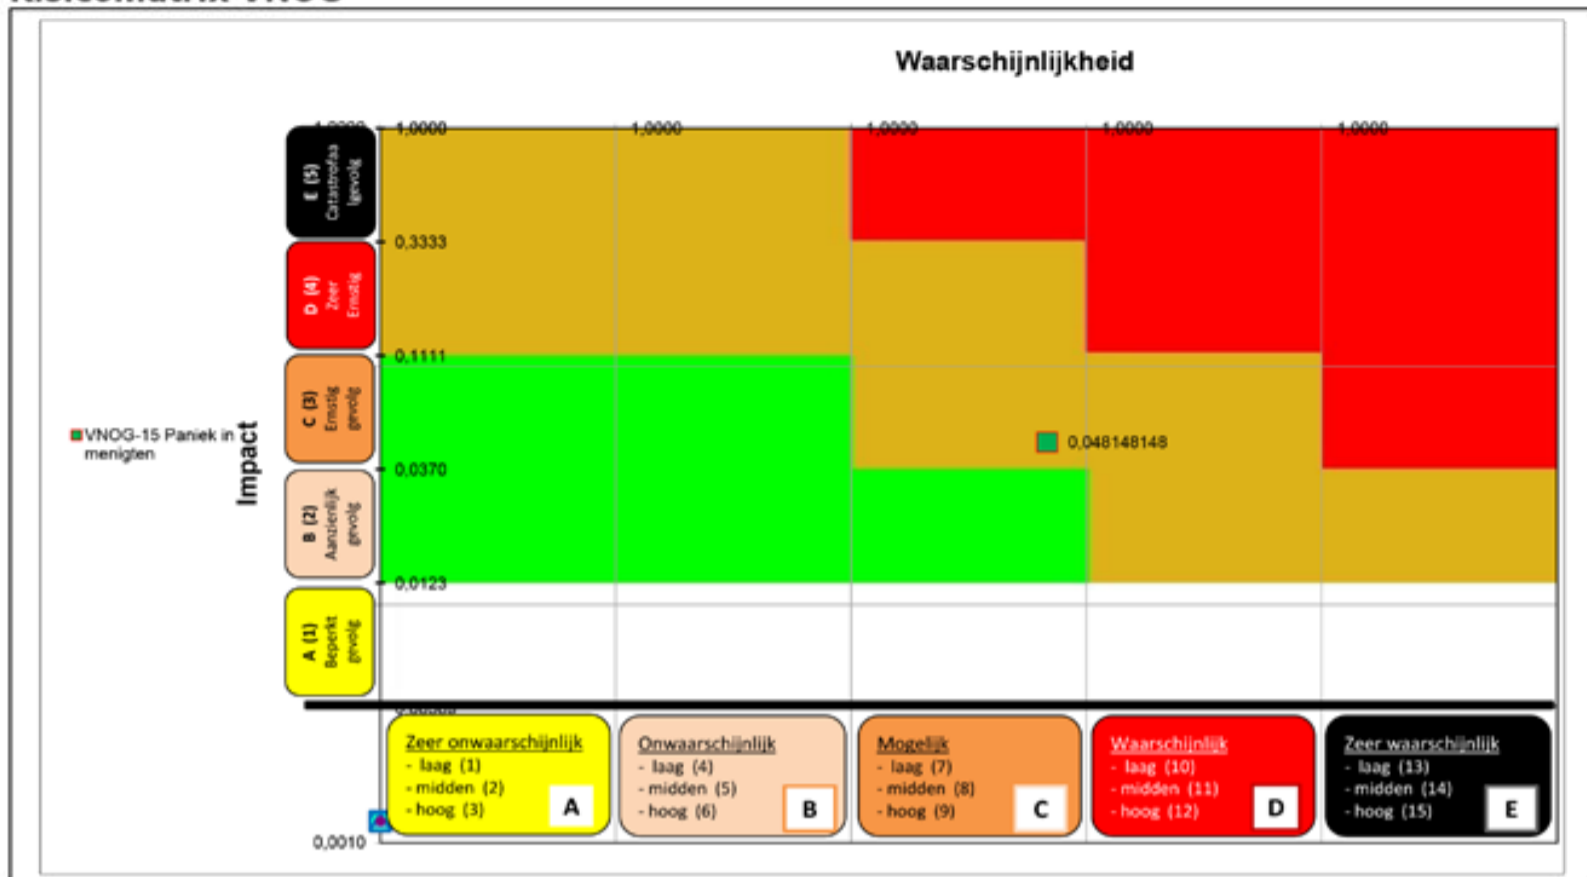 Waarschijnlijkheid
1,0000 1,0000 1,0000 1,0000 1,0000 1,0000
E (5)
Catastrofaa
lgevolg
0,3333
D (4)
Zeer
Ernstig
0,1111
C (3)
Ernstig
gevolg
VNOG-15 Paniek in
menigten
Impact
0,048148148
0,0370
B (2)
Aanzienlijk
gevolg
0,0123
A (1)
Beperkt
gevolg
Zeer onwaarschijnlijk
- laag (1)
- midden (2)
- hoog (3)
A
Onwaarschijnlijk
- laag (4)
- midden (5)
- hoog (6)
B
Mogelijk
- laag (7)
- midden (8)
- hoog (9)
C
Waarschijnlijk
- laag (10)
- midden (11)
- hoog (12)
D
Zeer waarschijnlijk
- laag (13)
- midden (14)
- hoog (15)
E
0,0010